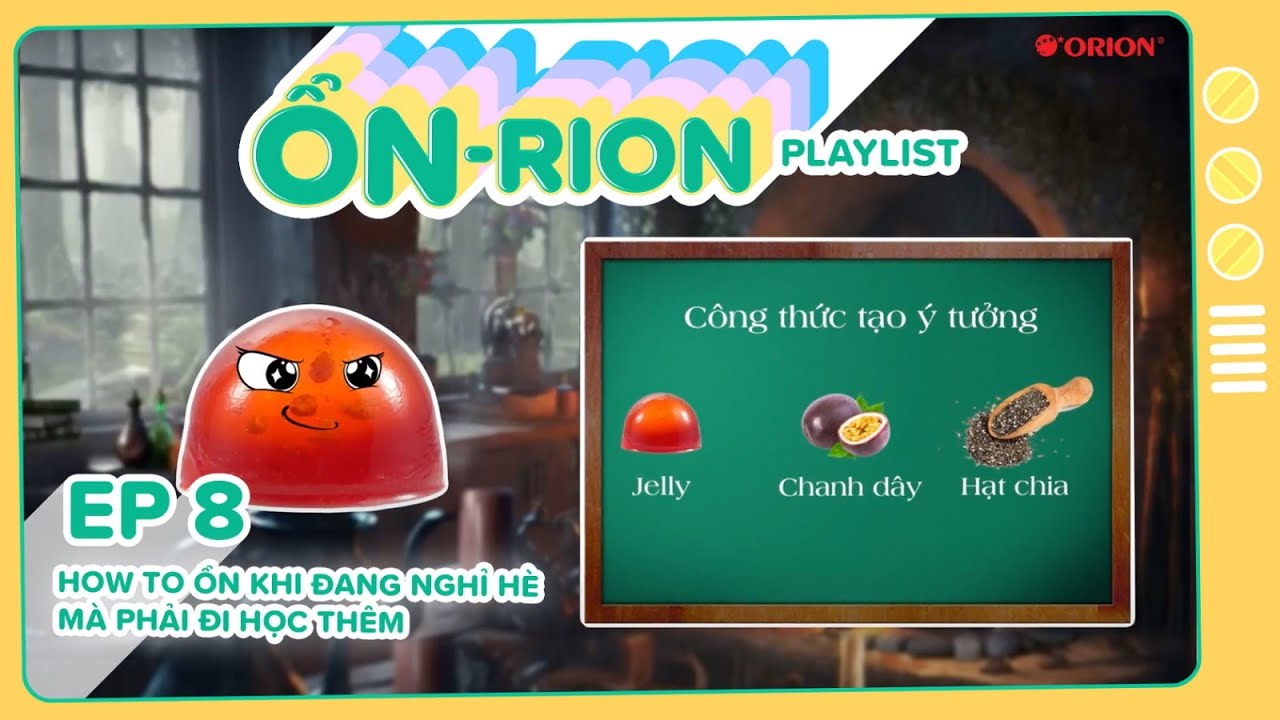 ORION
ỔN-RION
PLAYLIST
Công thức tạo ý tưởng
Jelly
Chanh dây
Hạt chia
EP 8
HOW TO ỔN KHI ĐANG NGHỈ HÈ
MÀ PHẢI ĐI HỌC THÊM